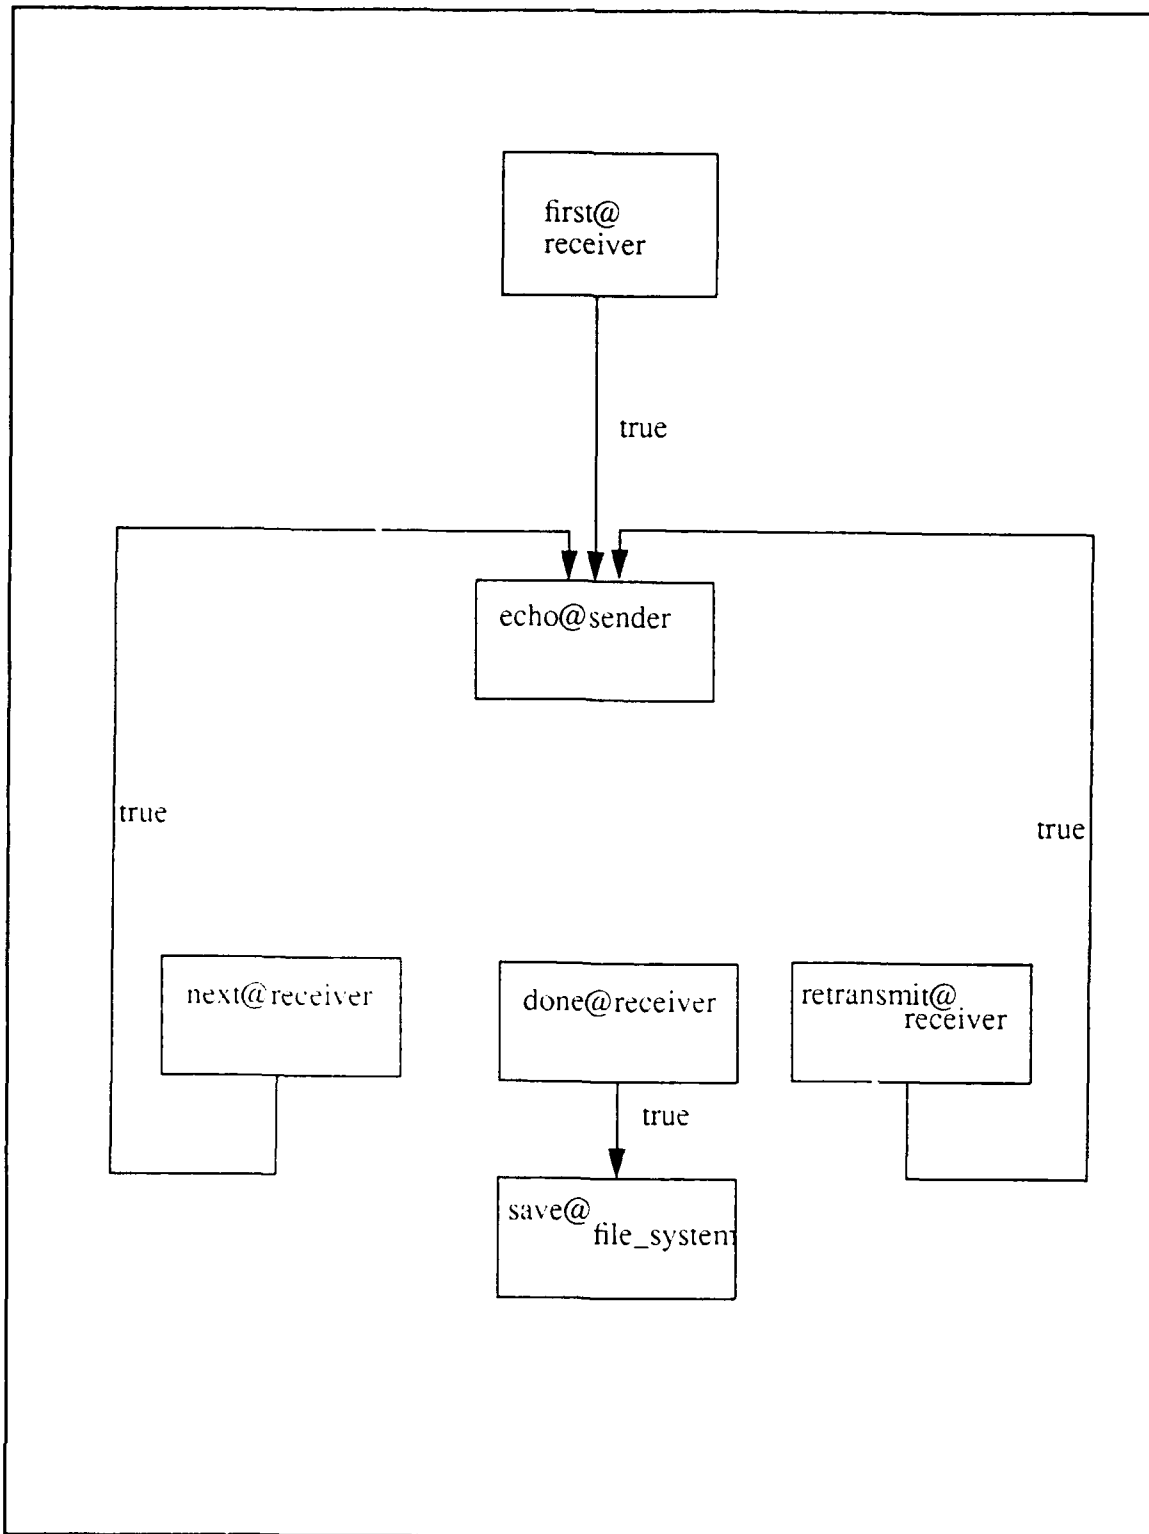 first@
receiver
true
echo@sender
true
true
next@receiver
done@receiver
retransmit@
receiver
true
save@
file_system